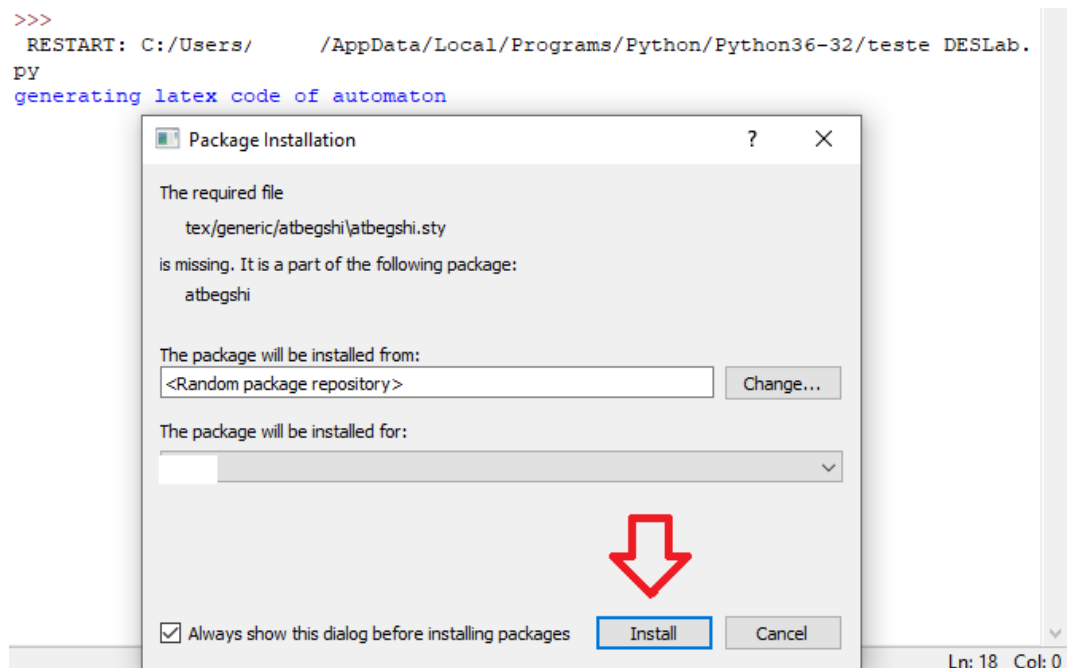 >>>
RESTART: C:/Users/ /AppData/Local/Programs/Python/Python36-32/teste DESLab.
py
generating latex code of automaton
Package Installation ? ×
The required file
tex/generic/atbegshi\atbegshi.sty
is missing. It is a part of the following package:
atbegshi
The package will be installed from:
<Random package repository> Change...
The package will be installed for:
Always show this dialog before installing packages Install Cancel
Ln: 18 Col: 0